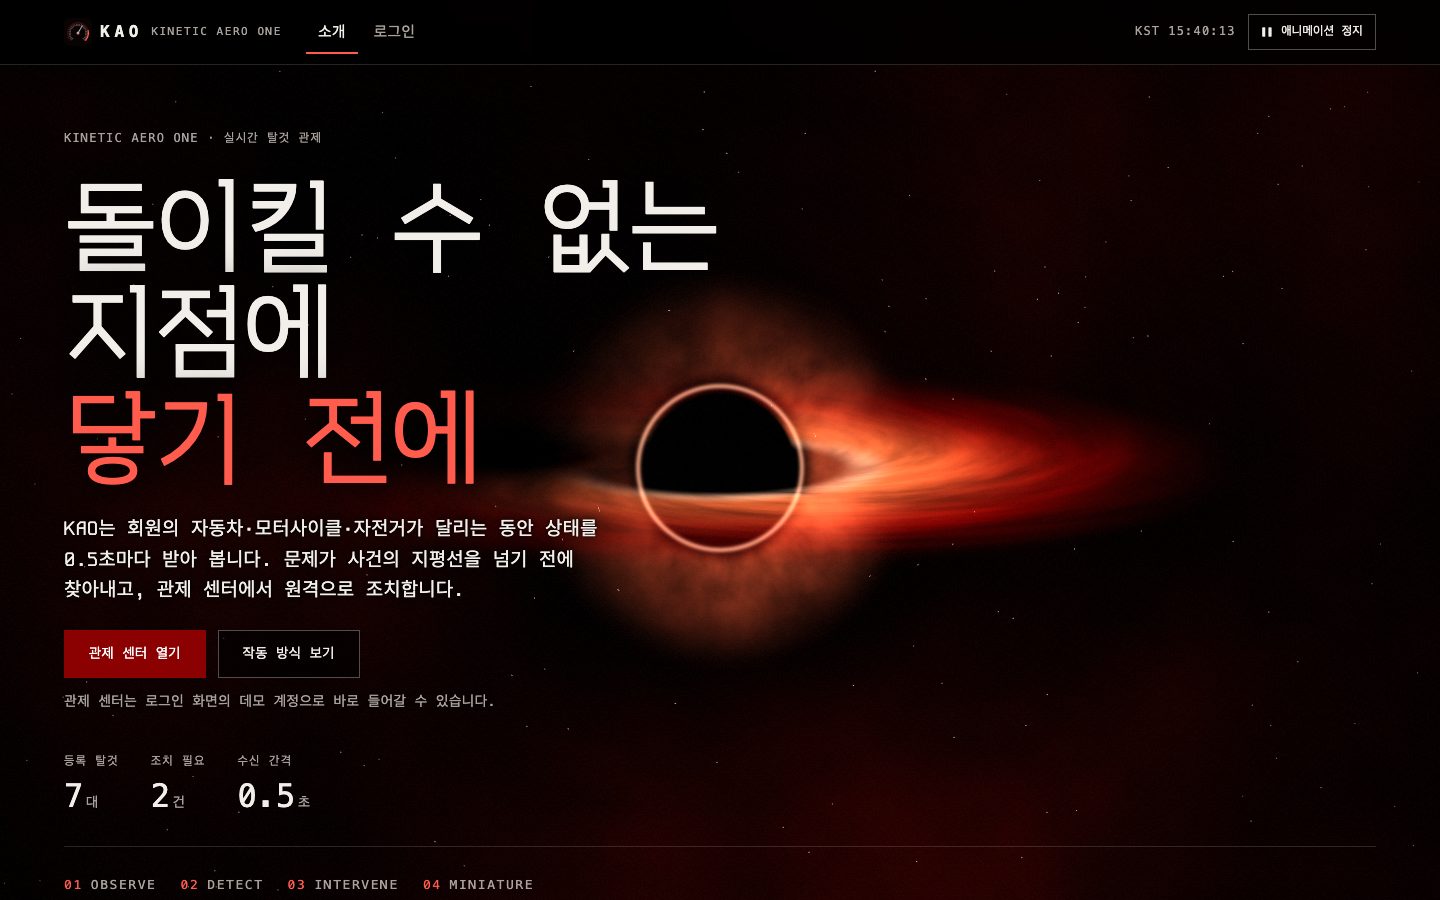 KAO KINETIC AERO ONE 소개 로그인 KST 15:40:13 애니메이션 정지
KINETIC AERO ONE · 실시간 탈것 관제
돌이킬 수 없는
지점에
닿기 전에
KAO는 회원의 자동차·모터사이클·자전거가 달리는 동안 상태를
0.5초마다 받아 봅니다. 문제가 사건의 지평선을 넘기 전에
찾아내고, 관제 센터에서 원격으로 조치합니다.
관제 센터 열기 작동 방식 보기
관제 센터는 로그인 화면의 데모 계정으로 바로 들어갈 수 있습니다.
등록 탈것 조치 필요 수신 간격
7대 2건 0.5초
01 OBSERVE 02 DETECT 03 INTERVENE 04 MINIATURE